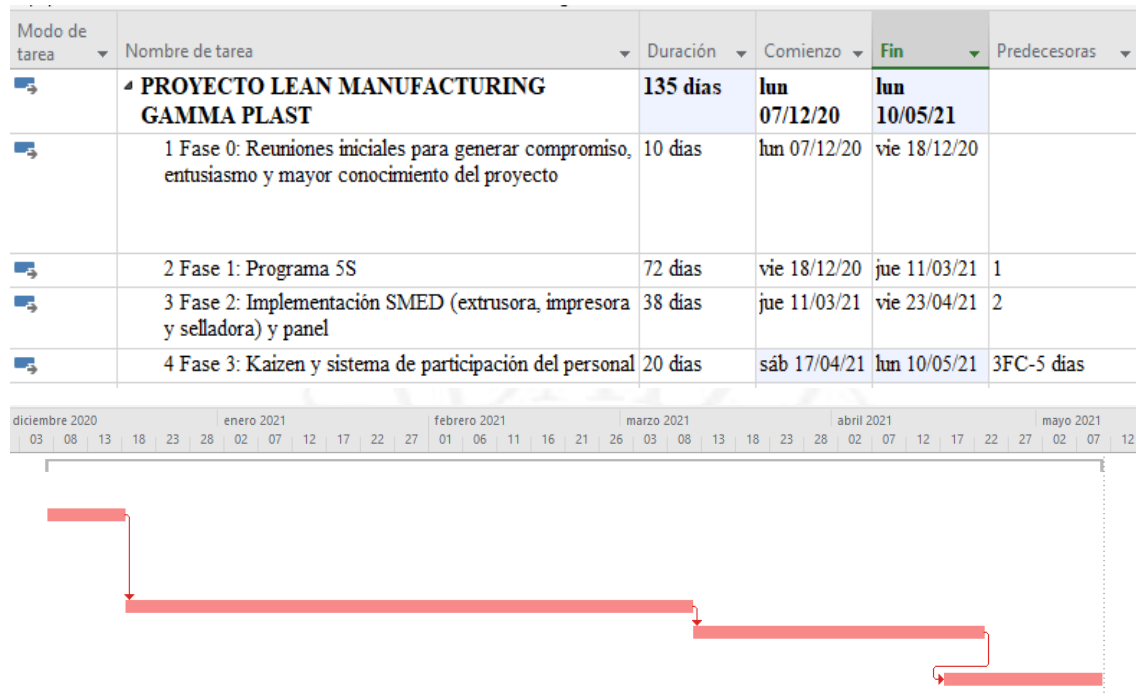 Modo de tarea Nombre de tarea Duración Comienzo Fin Predecesoras
PROYECTO LEAN MANUFACTURING 135 días lun lun
GAMMA PLAST 07/12/20 10/05/21
1 Fase 0: Reuniones iniciales para generar compromiso, 10 días lun 07/12/20 vie 18/12/20
entusiasmo y mayor conocimiento del proyecto
2 Fase 1: Programa 5S 72 días vie 18/12/20 jue 11/03/21 1
3 Fase 2: Implementación SMED (extrusora, impresora 38 días jue 11/03/21 vie 23/04/21 2
y selladora) y panel
4 Fase 3: Kaizen y sistema de participación del personal 20 días sáb 17/04/21 lun 10/05/21 3FC-5 días
diciembre 2020 enero 2021 febrero 2021 marzo 2021 abril 2021 mayo 2021
03 08 13 18 23 28 02 07 12 17 22 27 01 06 11 16 21 26 03 08 13 18 23 28 02 07 12 17 22 27 02 07 12